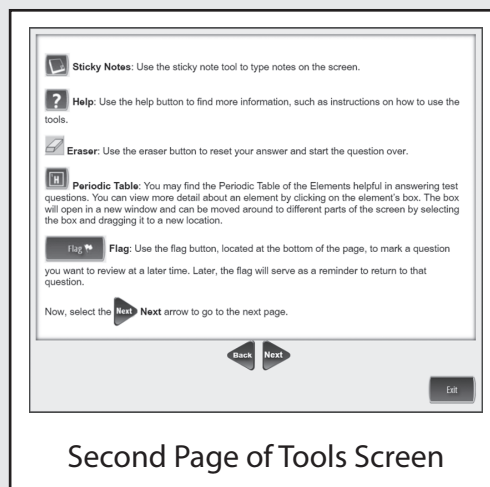 Sticky Notes: Use the sticky note tool to type notes on the screen.
? Help: Use the help button to find more information, such as instructions on how to use the
tools.
Eraser: Use the eraser button to reset your answer and start the question over.
H Periodic Table: You may find the Periodic Table of the Elements helpful in answering test
questions. You can view more detail about an element by clicking on the element's box. The box
will open in a new window and can be moved around to different parts of the screen by selecting
the box and dragging it to a new location.
Flag Flag: Use the flag button, located at the bottom of the page, to mark a question
you want to review at a later time. Later, the flag will serve as a reminder to return to that
question.
Now, select the Next Next arrow to go to the next page.
Back Next
Exit
Second Page of Tools Screen